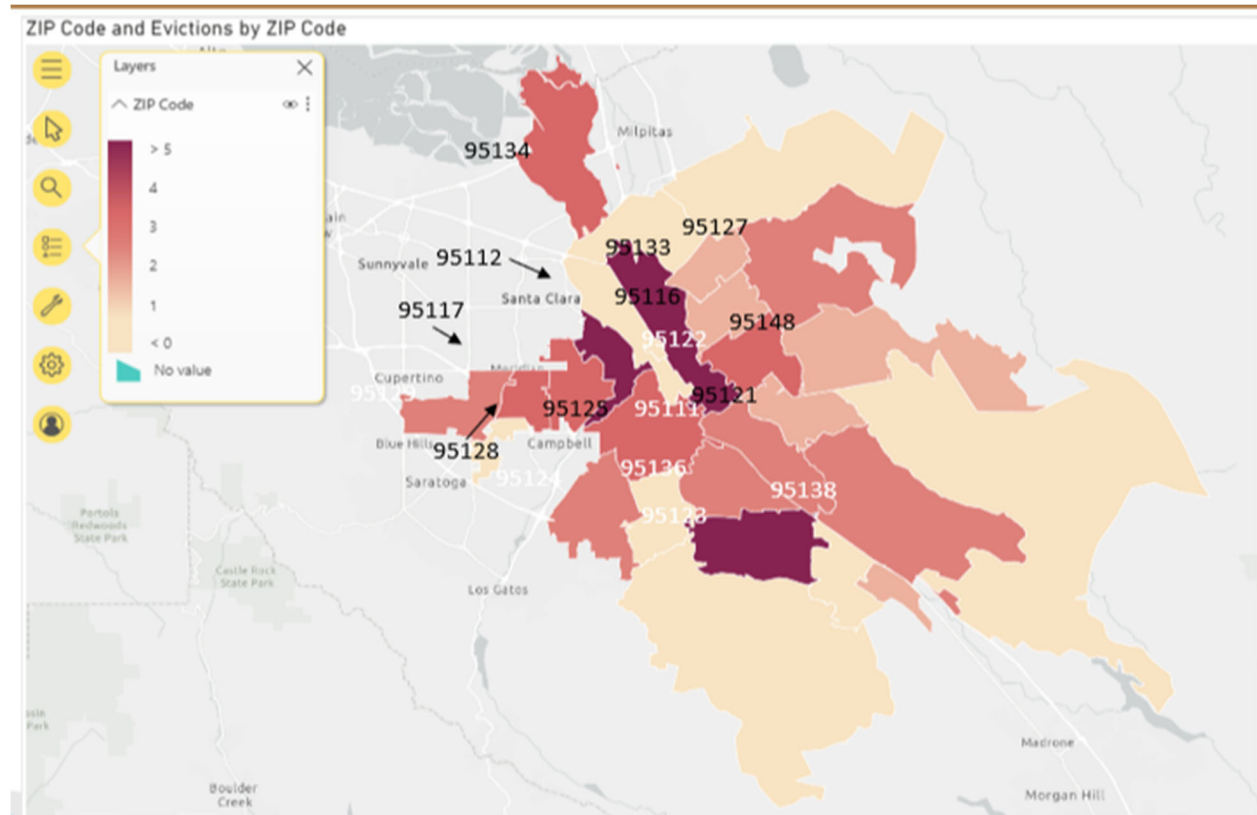 ZIP Code and Evictions by ZIP Code
Layers
ZIP Code
> 5
4
3
2
1
< 0
No value
Milpitas
95134
95127
95133
95112
Sunnyvale
Santa Clara
95116
95117
95148
95122
Meridian
Cupertino
95129
95121
95125
95111
Blue Hills
Campbell
95128
95136
Saratoga
95124
95138
95123
Portola
Redwoods
State Park
Castle Rock
State Park
Los Gatos
Madrone
Boulder
Creek
Morgan Hill